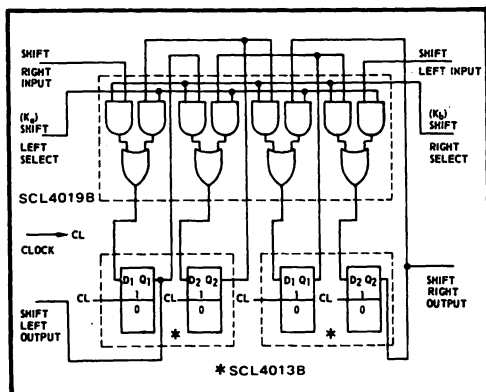 SHIFT
RIGHT
INPUT
SHIFT
LEFT INPUT
(Ka)
SHIFT
LEFT
SELECT
(Kb)
SHIFT
RIGHT
SELECT
SCL4019B
CL
CLOCK
D1 Q1
1
0
D2 Q2
1
0
D1 Q1
1
0
D2 Q2
1
0
CL
CL
CL
CL
SHIFT
LEFT
OUTPUT
SHIFT
RIGHT
OUTPUT
*
*
* SCL4013B